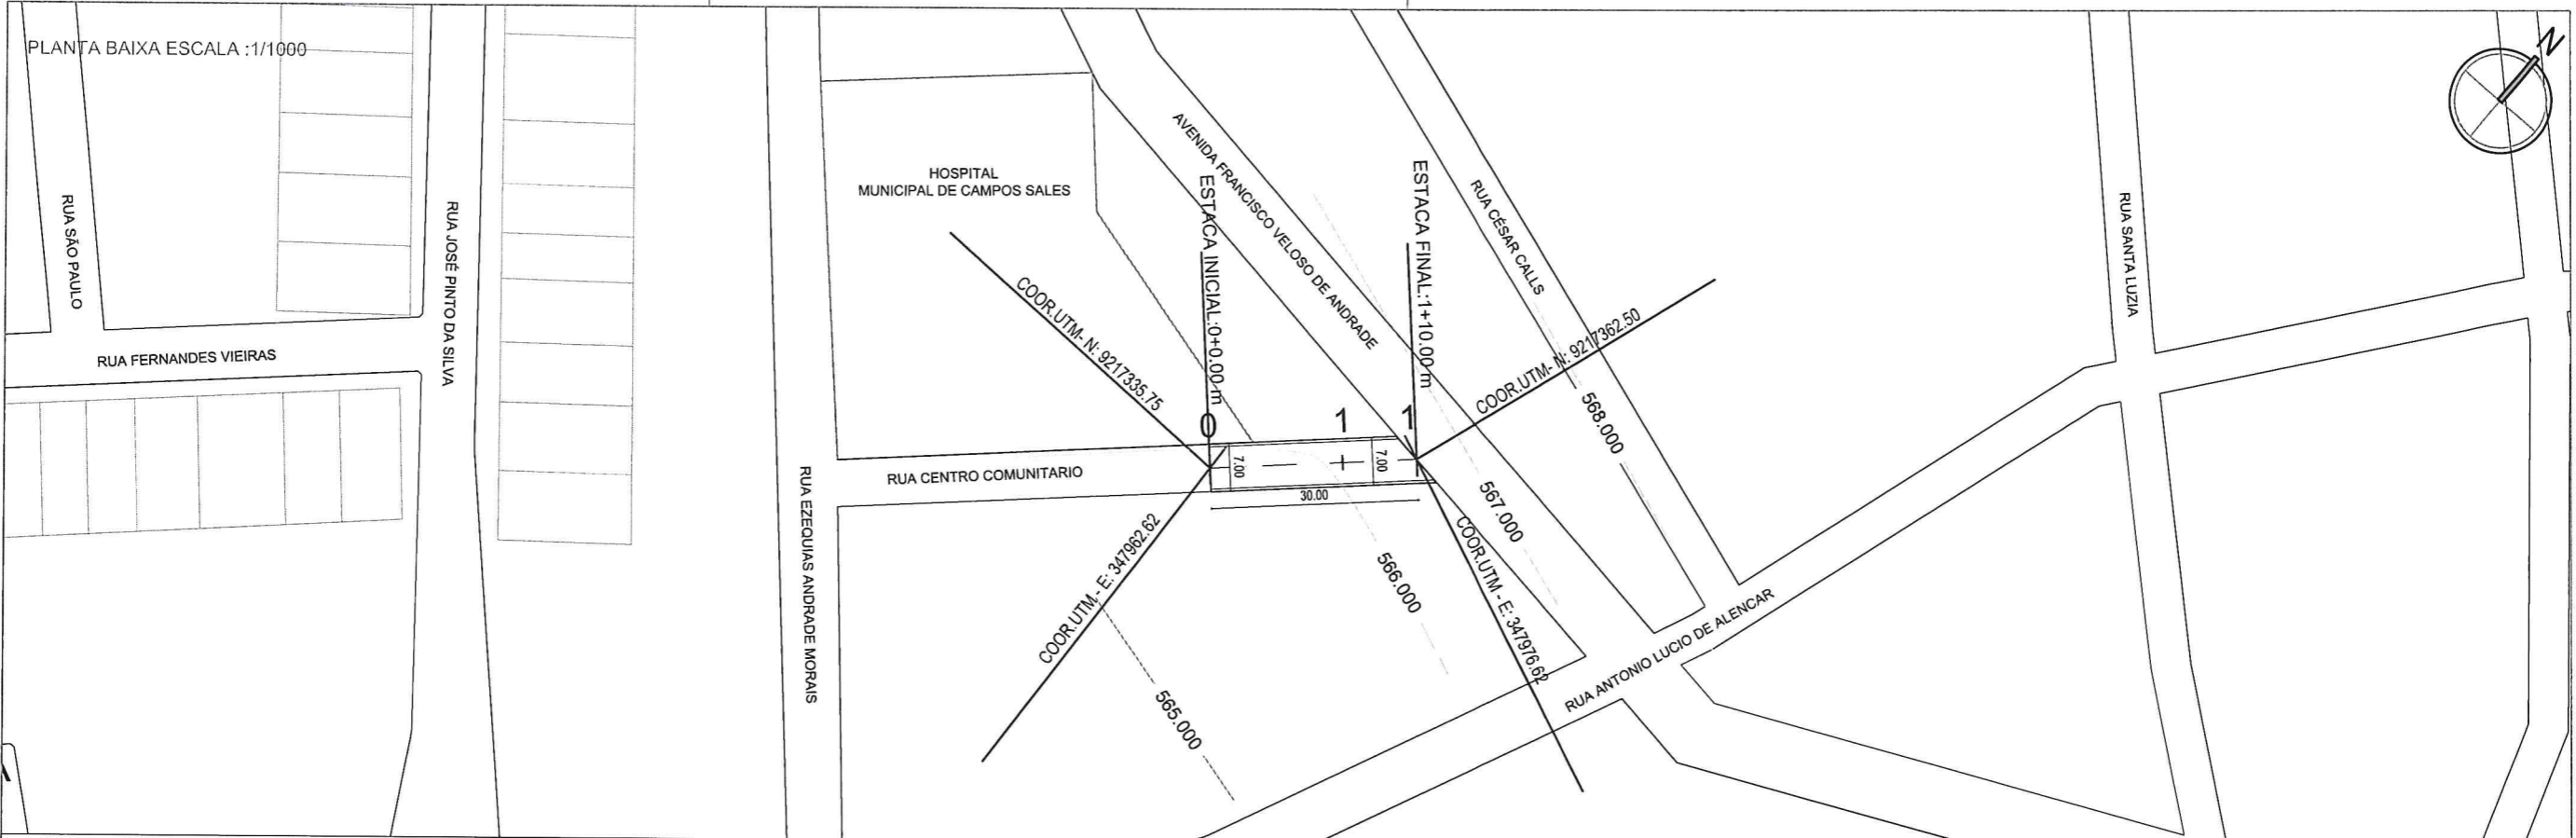 PLANTA BAIXA ESCALA :1/1000
N
RUA SÃO PAULO
RUA FERNANDES VIEIRAS
RUA JOSÉ PINTO DA SILVA
HOSPITAL
MUNICIPAL DE CAMPOS SALES
RUA EZEQUIAS ANDRADE MORAIS
RUA CENTRO COMUNITARIO
AVENIDA FRANCISCO VELOSO DE ANDRADE
RUA CÉSAR CALLS
RUA SANTA LUZIA
RUA ANTONIO LUCIO DE ALENCAR
ESTACA INICIAL:0+0.00 m
ESTACA FINAL:1+10.00 m
COOR.UTM- N: 9217335.75
COOR.UTM - E: 347962.62
COOR.UTM- N: 9217362.50
COOR.UTM - E: 347976.62
0
1
1
7.00
7.00
30.00
565.000
566.000
567.000
568.000